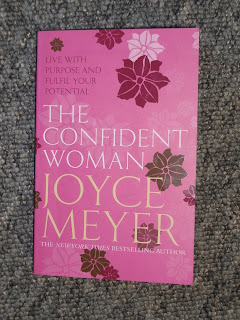 LIVE WITH
PURPOSE AND
FULFIL YOUR
POTENTIAL
THE
CONFIDENT
WOMAN
JOYCE
MEYER
THE NEW YORK TIMES BESTSELLING AUTHOR